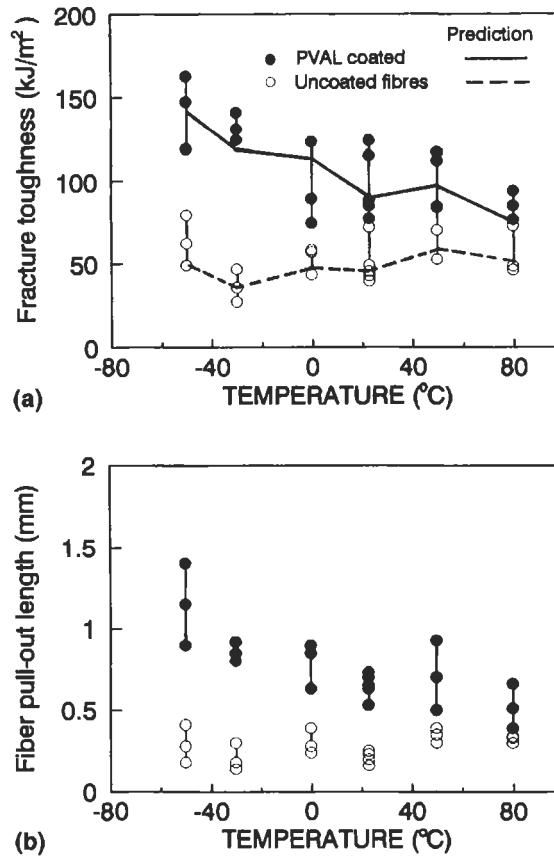 Fracture toughness (kJ/m²)
200
150
100
50
0
PVAL coated
Uncoated fibres
Prediction
-80 -40 0 40 80
TEMPERATURE (°C)
(a)
Fiber pull-out length (mm)
2
1.5
1
0.5
0
-80 -40 0 40 80
TEMPERATURE (°C)
(b)